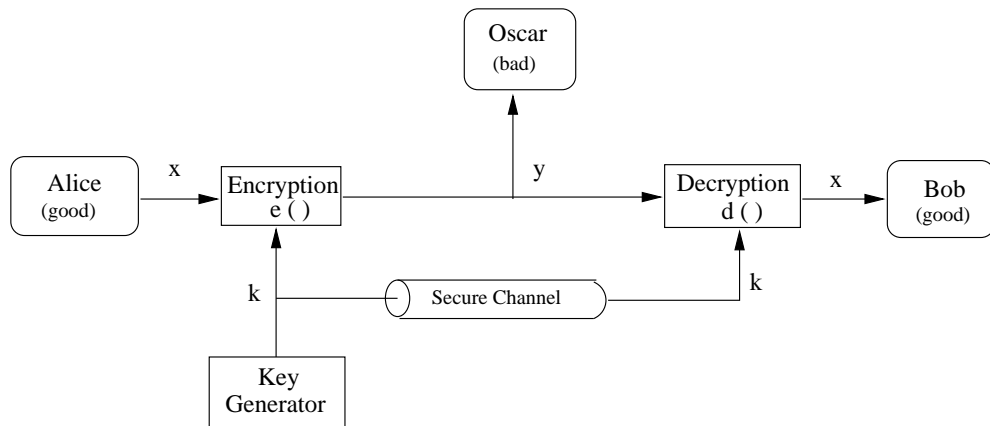 Oscar
(bad)
Alice
(good)
x
Encryption
e ( )
y
Decryption
d ( )
x
Bob
(good)
k
Secure Channel
k
Key
Generator